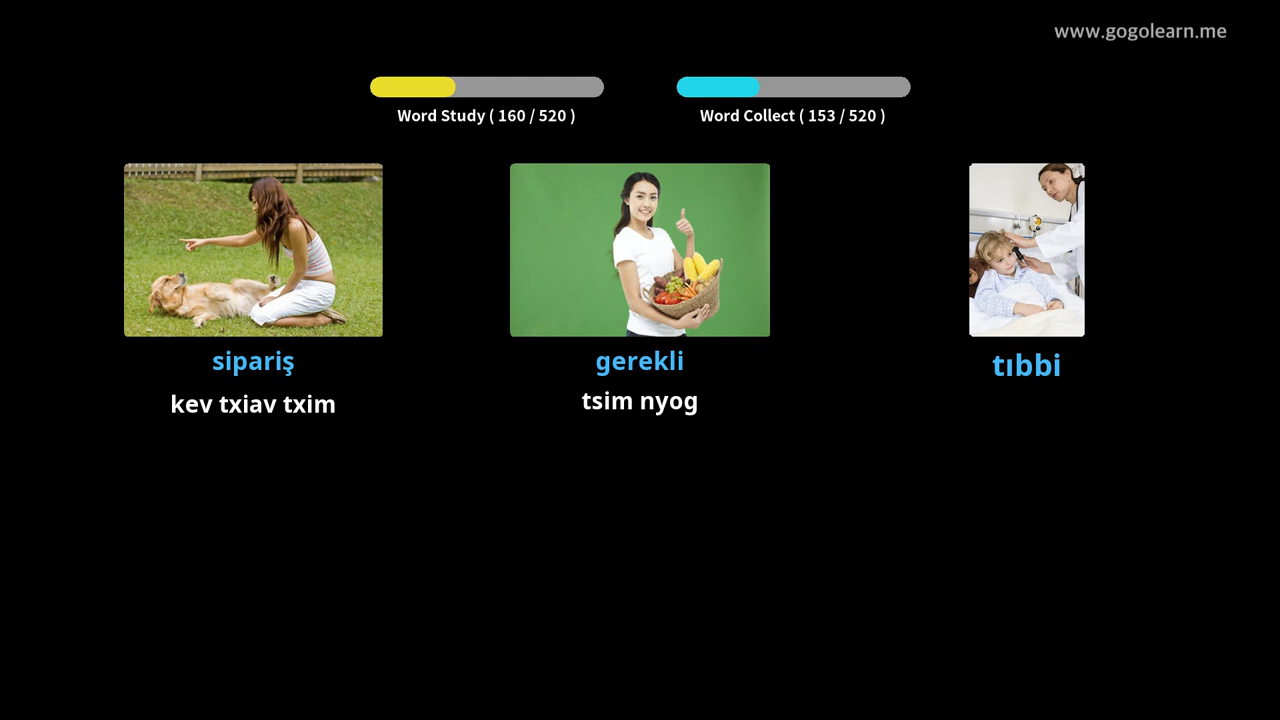 www.gogolearn.me
Word Study ( 160 / 520 )
Word Collect ( 153 / 520 )
sipariş
kev txiav txim
gerekli
tsim nyog
tıbbi